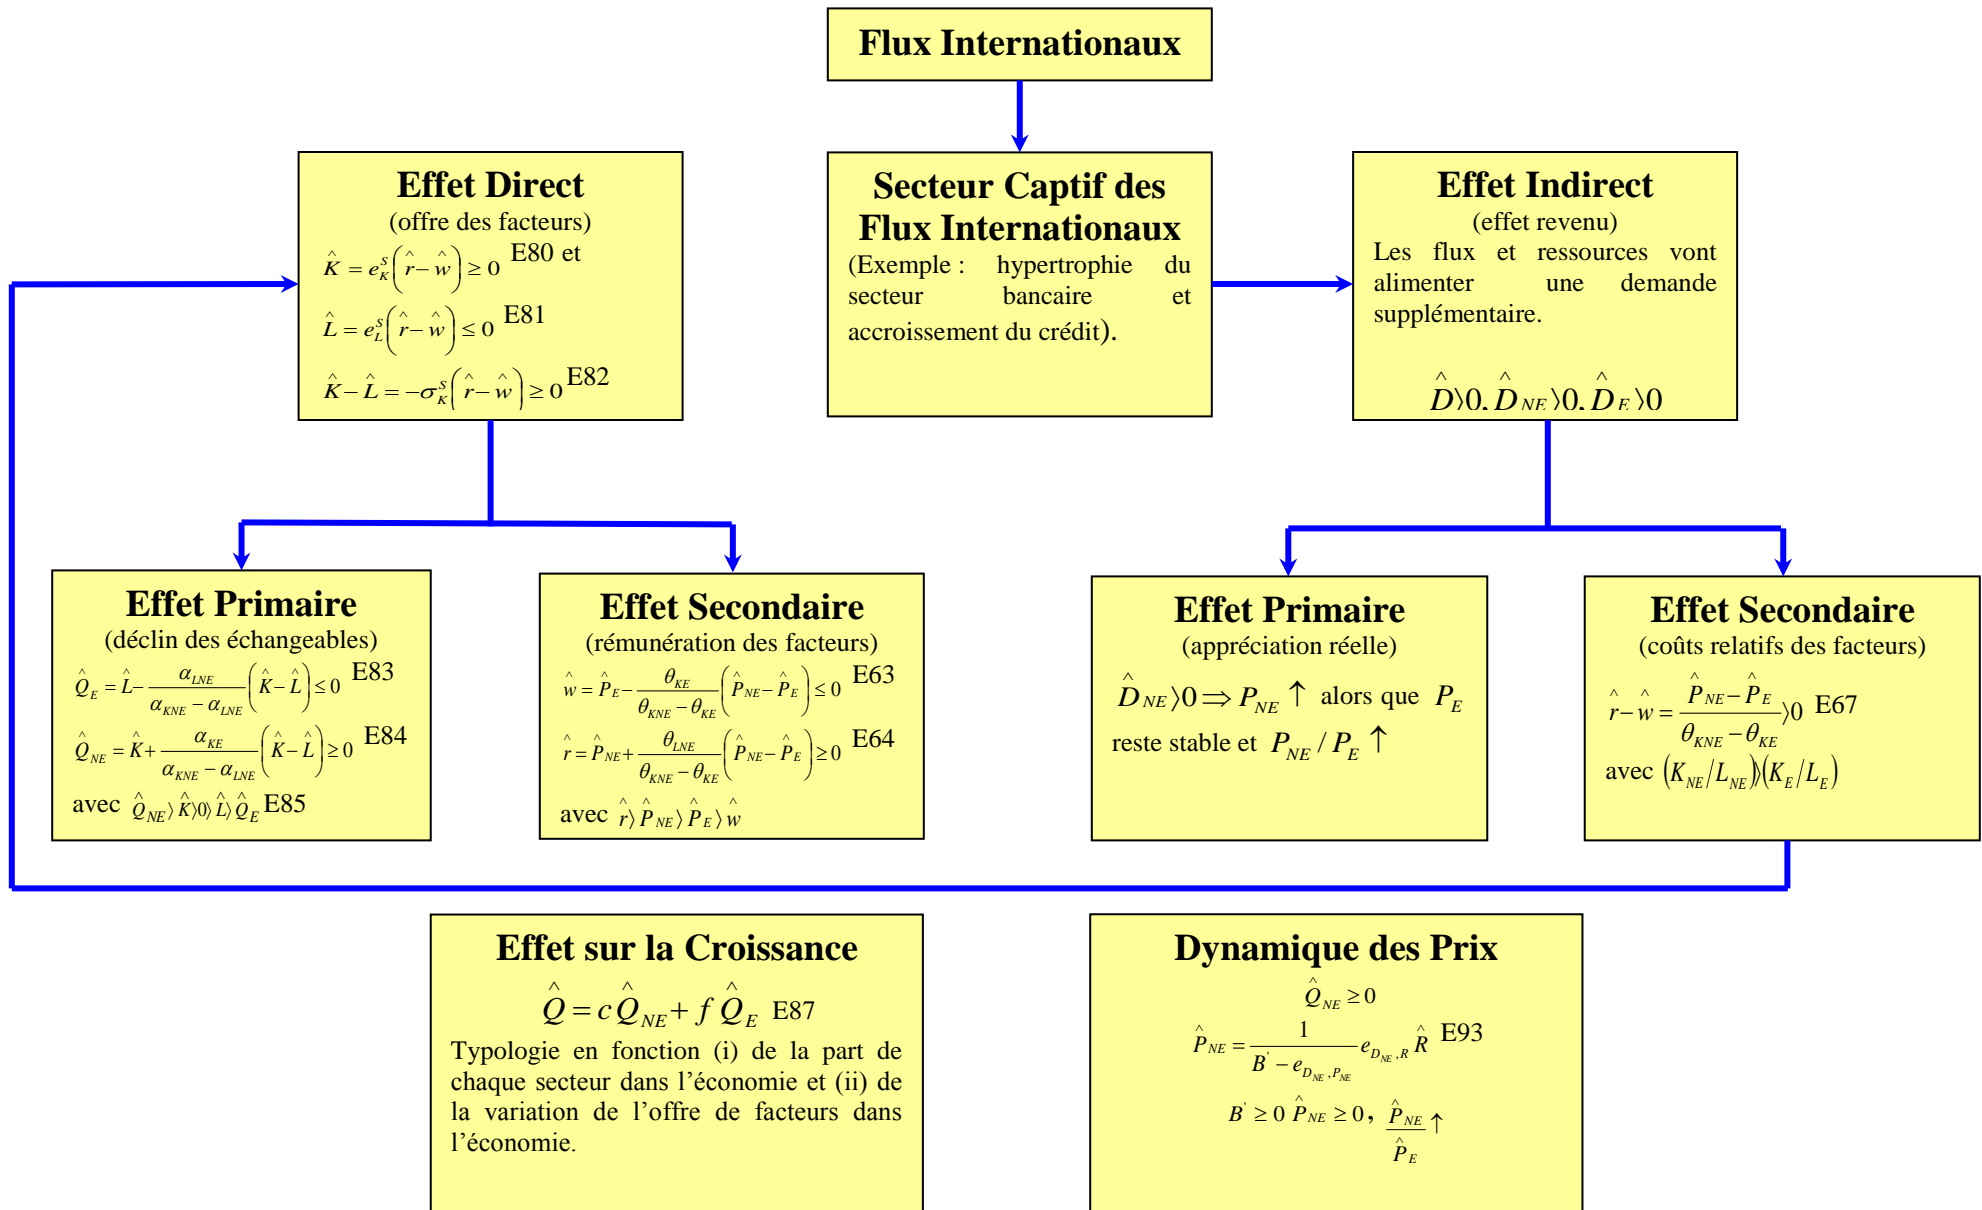 Flux Internationaux
Effet Direct
(offre des facteurs)
K̂ = e_K^S (r̂ − ŵ) ≥ 0 E80 et
L̂ = e_L^S (r̂ − ŵ) ≤ 0 E81
K̂ − L̂ = −σ_K^S (r̂ − ŵ) ≥ 0 E82
Secteur Captif des
Flux Internationaux
(Exemple : hypertrophie du
secteur bancaire et
accroissement du crédit).
Effet Indirect
(effet revenu)
Les flux et ressources vont
alimenter une demande
supplémentaire.
D̂⟩0, D̂_NE ⟩0, D̂_E ⟩0
Effet Primaire
(déclin des échangeables)
Q̂_E = L̂ − α_LNE / (α_KNE − α_LNE) (K̂ − L̂) ≤ 0 E83
Q̂_NE = K̂ + α_KE / (α_KNE − α_LNE) (K̂ − L̂) ≥ 0 E84
avec Q̂_NE ⟩ K̂⟩0⟩ L̂⟩ Q̂_E E85
Effet Secondaire
(rémunération des facteurs)
ŵ = P̂_E − θ_KE / (θ_KNE − θ_KE) (P̂_NE − P̂_E) ≤ 0 E63
r̂ = P̂_NE + θ_LNE / (θ_KNE − θ_KE) (P̂_NE − P̂_E) ≥ 0 E64
avec r̂⟩ P̂_NE⟩ P̂_E ⟩ ŵ
Effet Primaire
(appréciation réelle)
D̂_NE ⟩0 ⇒ P_NE ↑ alors que P_E
reste stable et P_NE / P_E ↑
Effet Secondaire
(coûts relatifs des facteurs)
r̂ − ŵ = (P̂_NE − P̂_E) / (θ_KNE − θ_KE) ⟩0 E67
avec (K_NE/L_NE)⟩(K_E/L_E)
Effet sur la Croissance
Q̂ = c Q̂_NE + f Q̂_E E87
Typologie en fonction (i) de la part de
chaque secteur dans l’économie et (ii) de
la variation de l’offre de facteurs dans
l’économie.
Dynamique des Prix
Q̂_NE ≥ 0
P̂_NE = 1 / (B' − e_{D_NE, P_NE}) e_{D_NE, R} R̂ E93
B' ≥ 0 P̂_NE ≥ 0, P̂_NE / P̂_E ↑